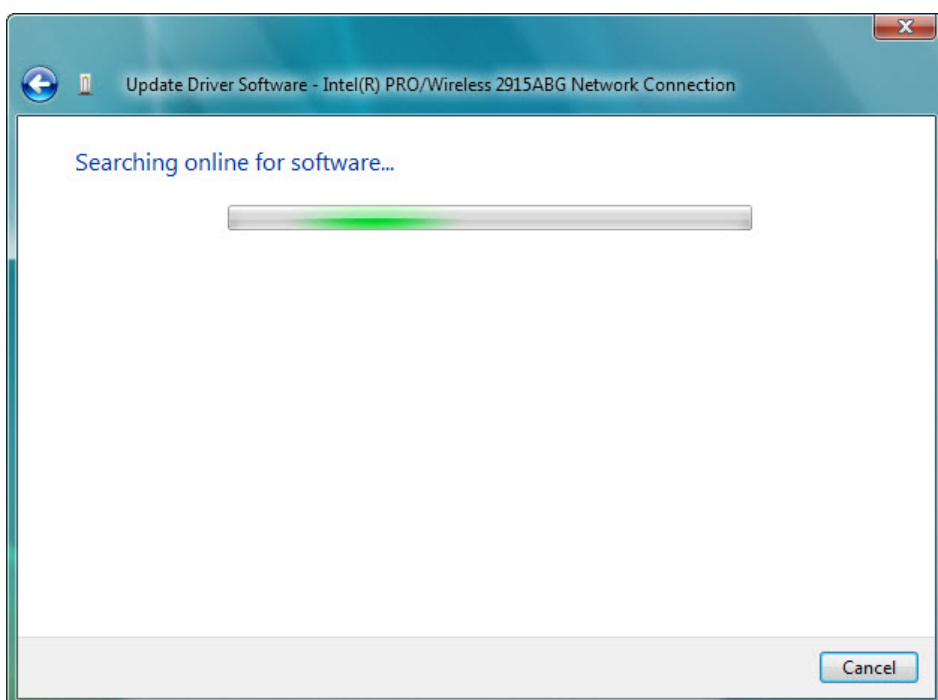 Update Driver Software - Intel(R) PRO/Wireless 2915ABG Network Connection
Searching online for software...
Cancel